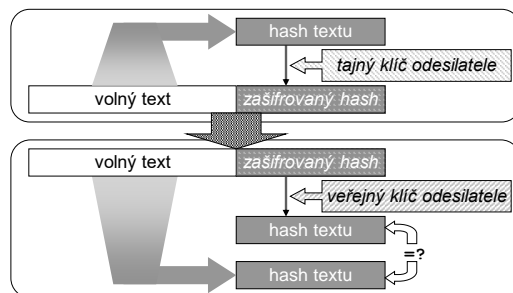 hash textu
tajný klíč odesilatele
volný text
zašifrovaný hash
volný text
zašifrovaný hash
veřejný klíč odesilatele
hash textu
=?
hash textu